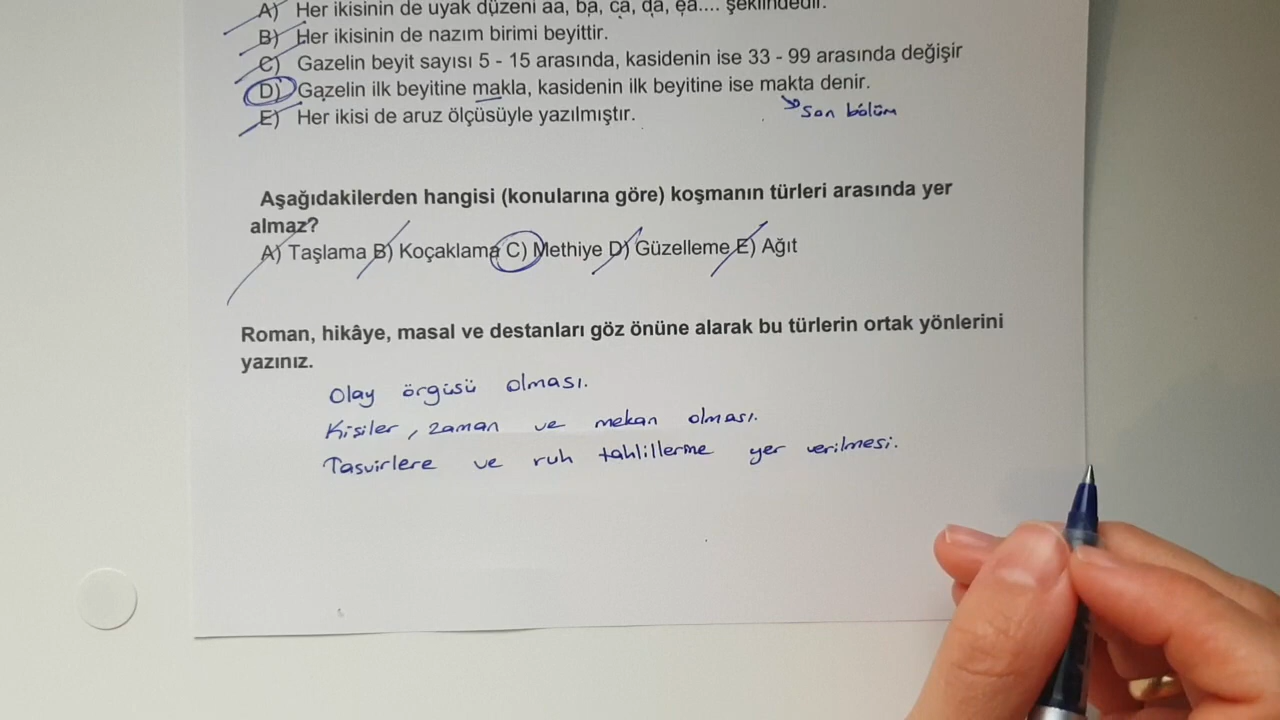 A) Her ikisinin de uyak düzeni aa, ba, ca, da, ea.... şeklindedir.
B) Her ikisinin de nazım birimi beyittir.
C) Gazelin beyit sayısı 5 - 15 arasında, kasidenin ise 33 - 99 arasında değişir
D) Gazelin ilk beyitine makla, kasidenin ilk beyitine ise makta denir.
E) Her ikisi de aruz ölçüsüyle yazılmıştır.
son bölüm
Aşağıdakilerden hangisi (konularına göre) koşmanın türleri arasında yer
almaz?
A) Taşlama B) Koçaklama C) Methiye D) Güzelleme E) Ağıt
Roman, hikâye, masal ve destanları göz önüne alarak bu türlerin ortak yönlerini
yazınız.
Olay örgüsü olması.
Kişiler, zaman ve mekan olması.
Tasvirlere ve ruh tahlillerine yer verilmesi.